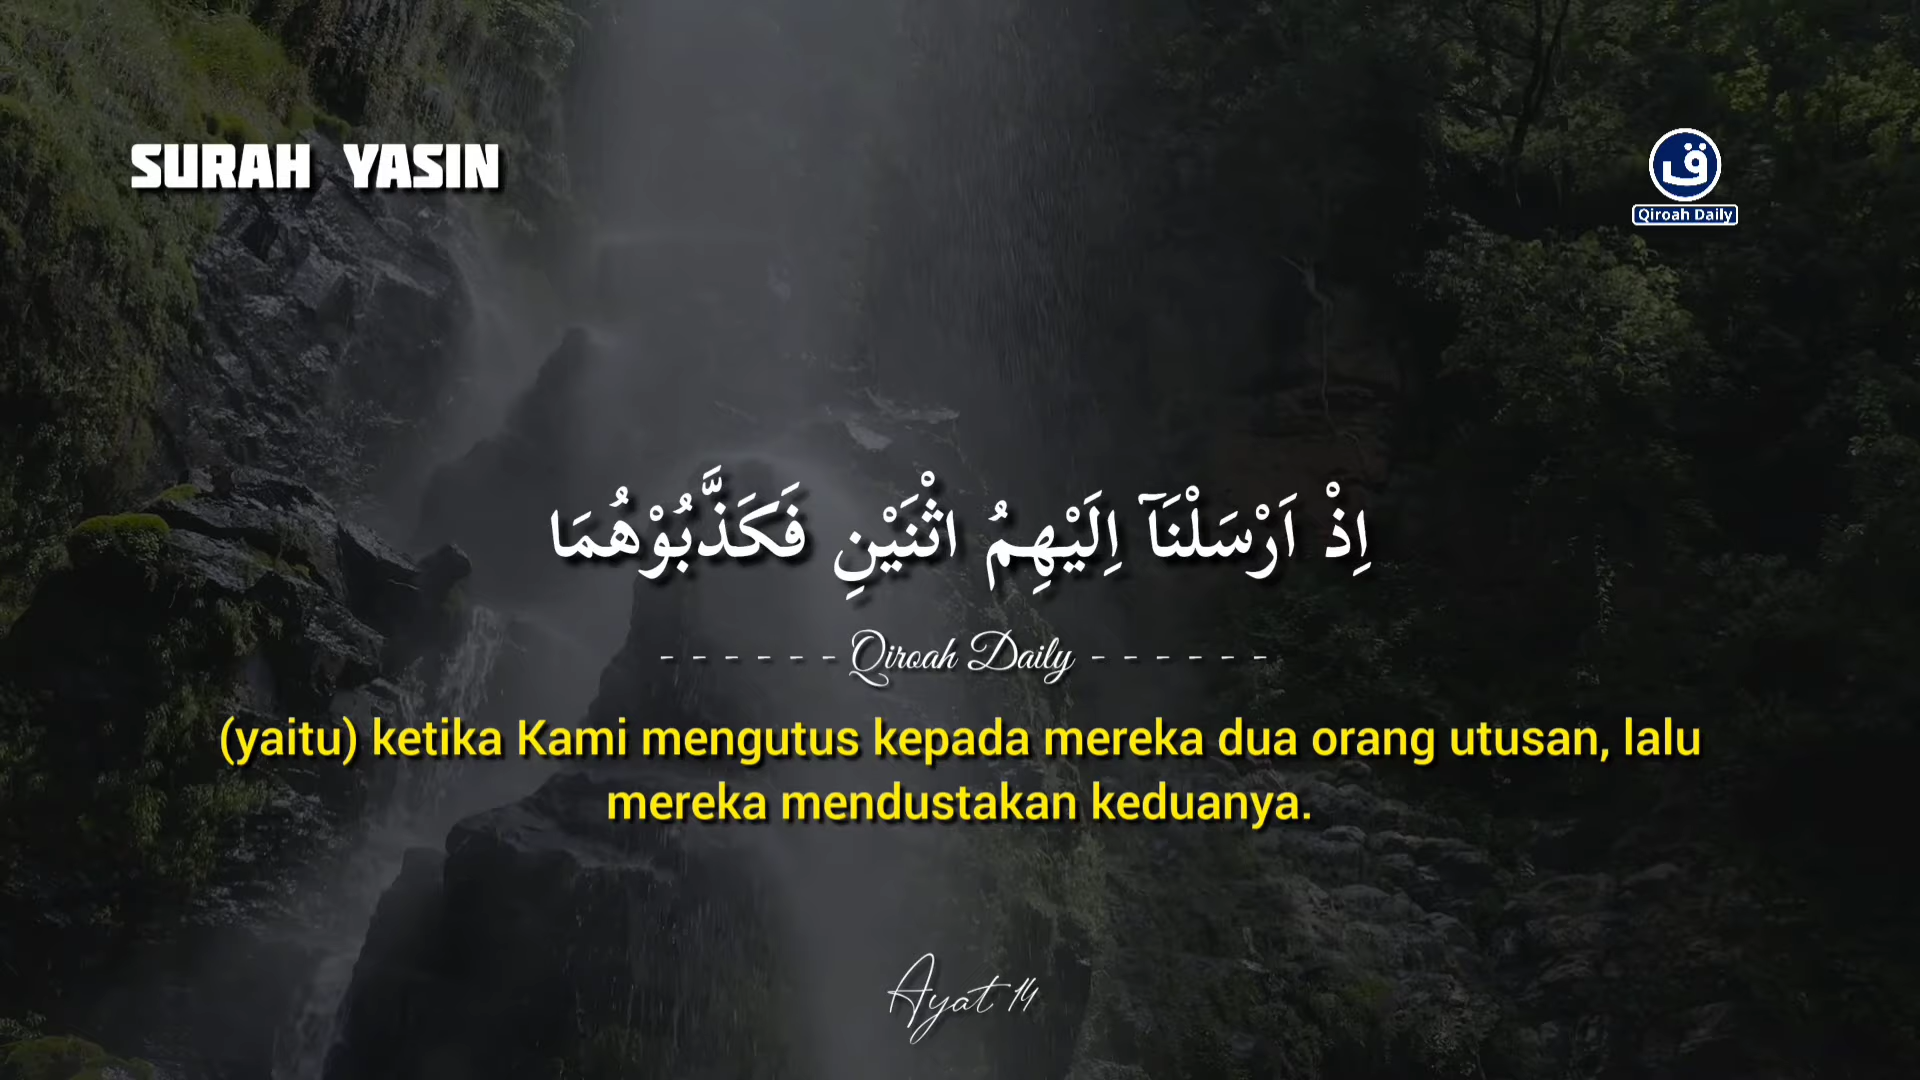 SURAH YASIN
ق
Qiroah Daily
اِذْ اَرْسَلْنَآ اِلَيْهِمُ اثْنَيْنِ فَكَذَّبُوْهُمَا
- - - - - - Qiroah Daily - - - - - -
(yaitu) ketika Kami mengutus kepada mereka dua orang utusan, lalu
mereka mendustakan keduanya.
Ayat 14